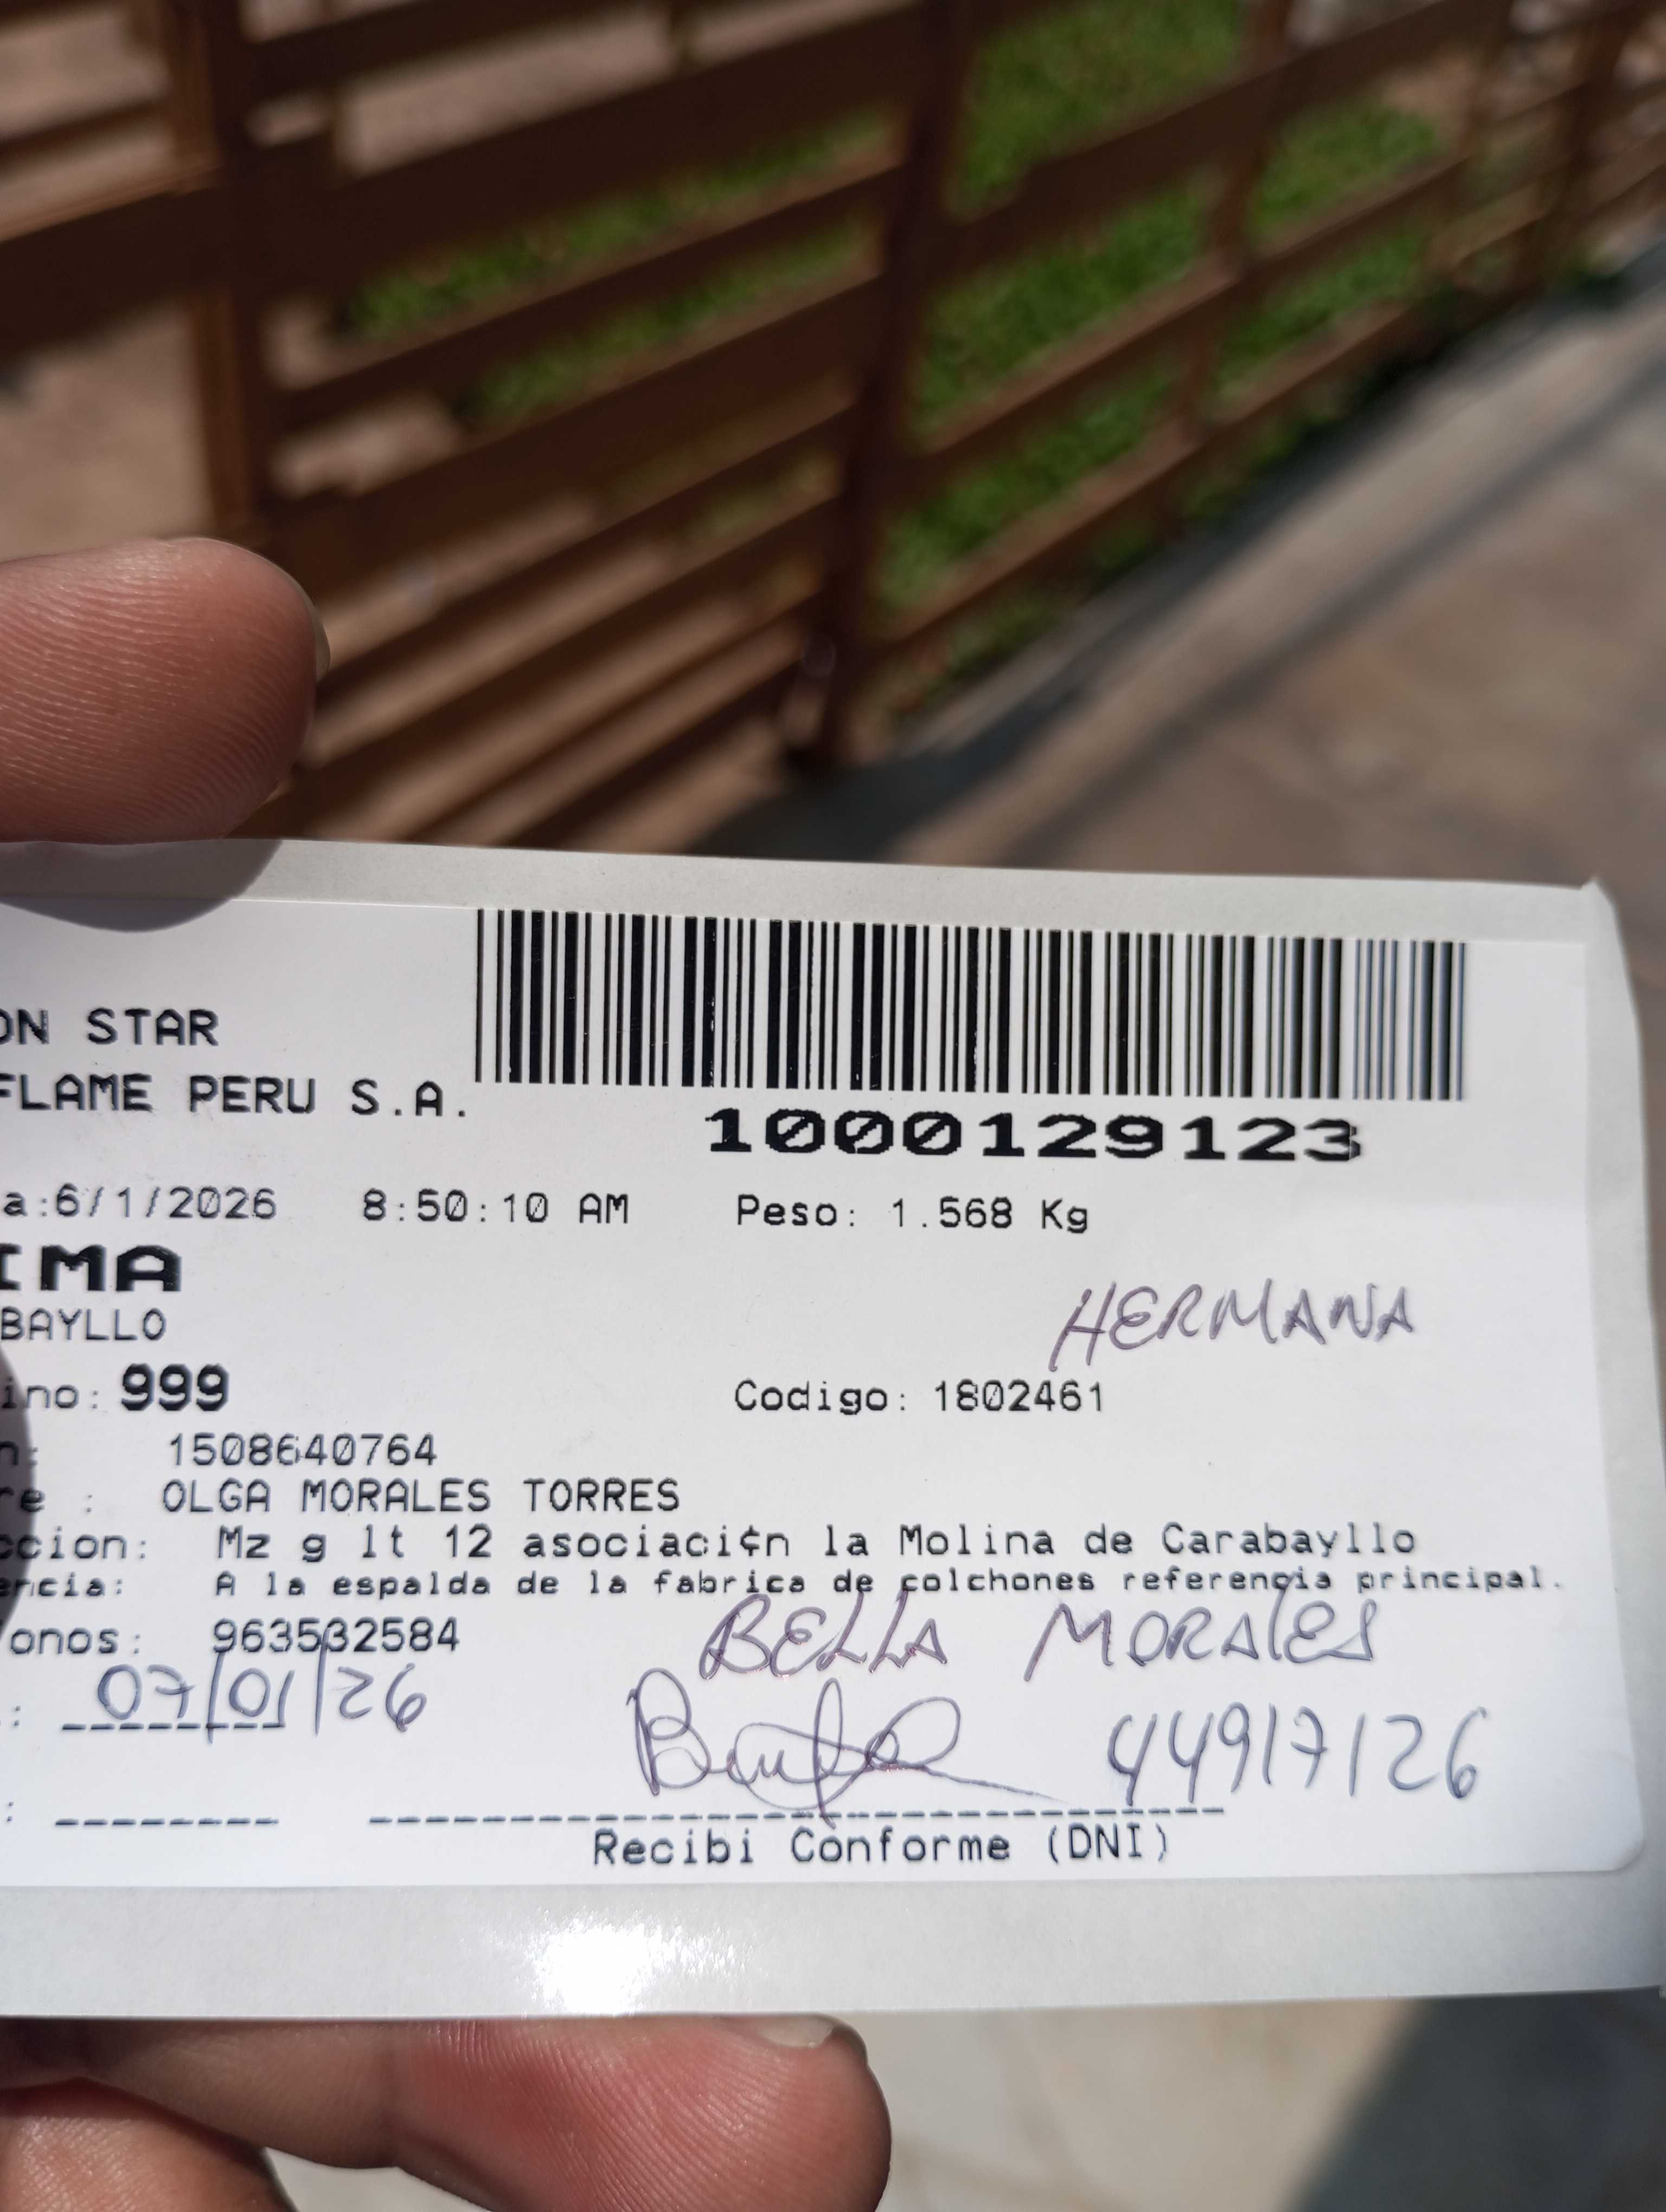 ON STAR
FLAME PERU S.A.
1000129123
a:6/1/2026 8:50:10 AM Peso: 1.568 Kg
IMA
HERMANA
BAYLLO
ino: 999 Codigo: 1802461
n: 1508640764
re : OLGA MORALES TORRES
ccion: Mz g lt 12 asociaci¢n la Molina de Carabayllo
encia: A la espalda de la fabrica de colchones referencia principal.
onos: 963532584 BELLA MORALES
: 07/01/26
44917126
:
Recibi Conforme (DNI)